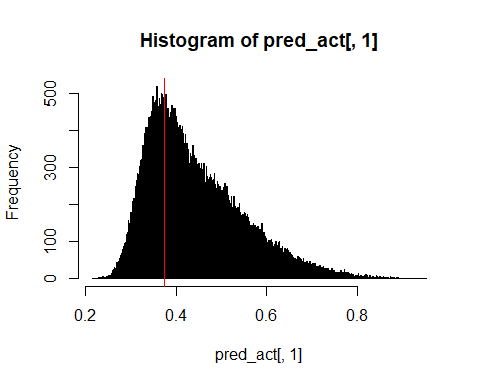 Histogram of pred_act[, 1]
Frequency
500
300
100
0
0.2
0.4
0.6
0.8
pred_act[, 1]